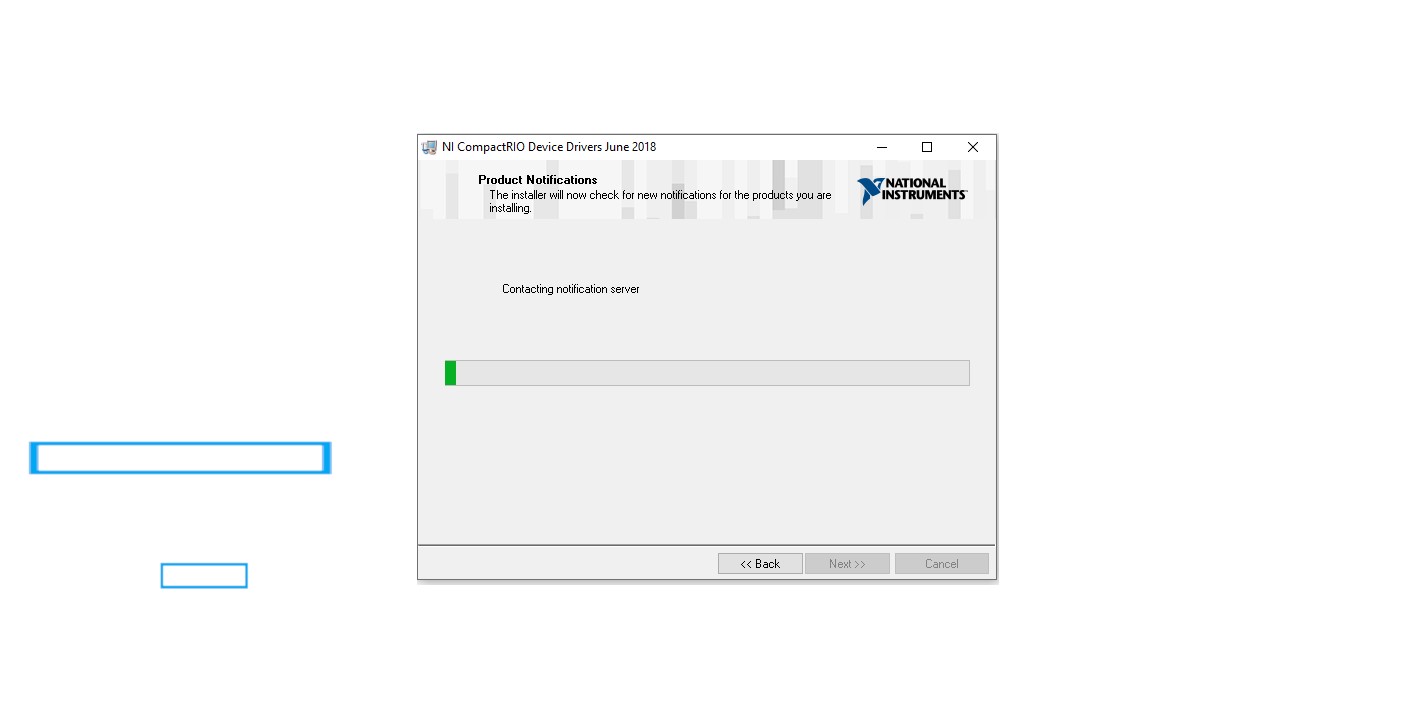 NI CompactRIO Device Drivers June 2018
Product Notifications
The installer will now check for new notifications for the products you are
installing.
NATIONAL
INSTRUMENTS™
Contacting notification server
<< Back
Next >>
Cancel